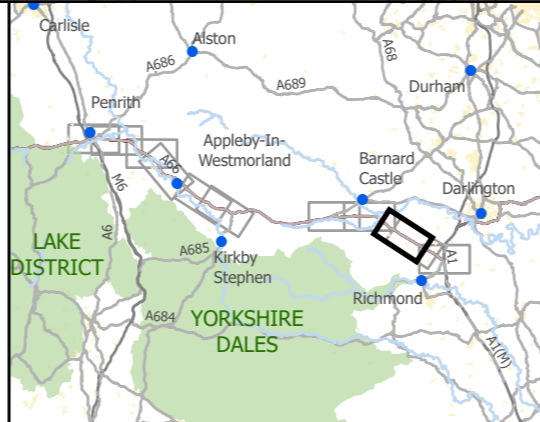 Carlisle
Alston
A686
A68
A689
Durham
Penrith
Appleby-In-
Westmorland
A66
Barnard
Castle
Darlington
M6
A6
LAKE
DISTRICT
A685
Kirkby
Stephen
A1
Richmond
A684
YORKSHIRE
DALES
A1(M)